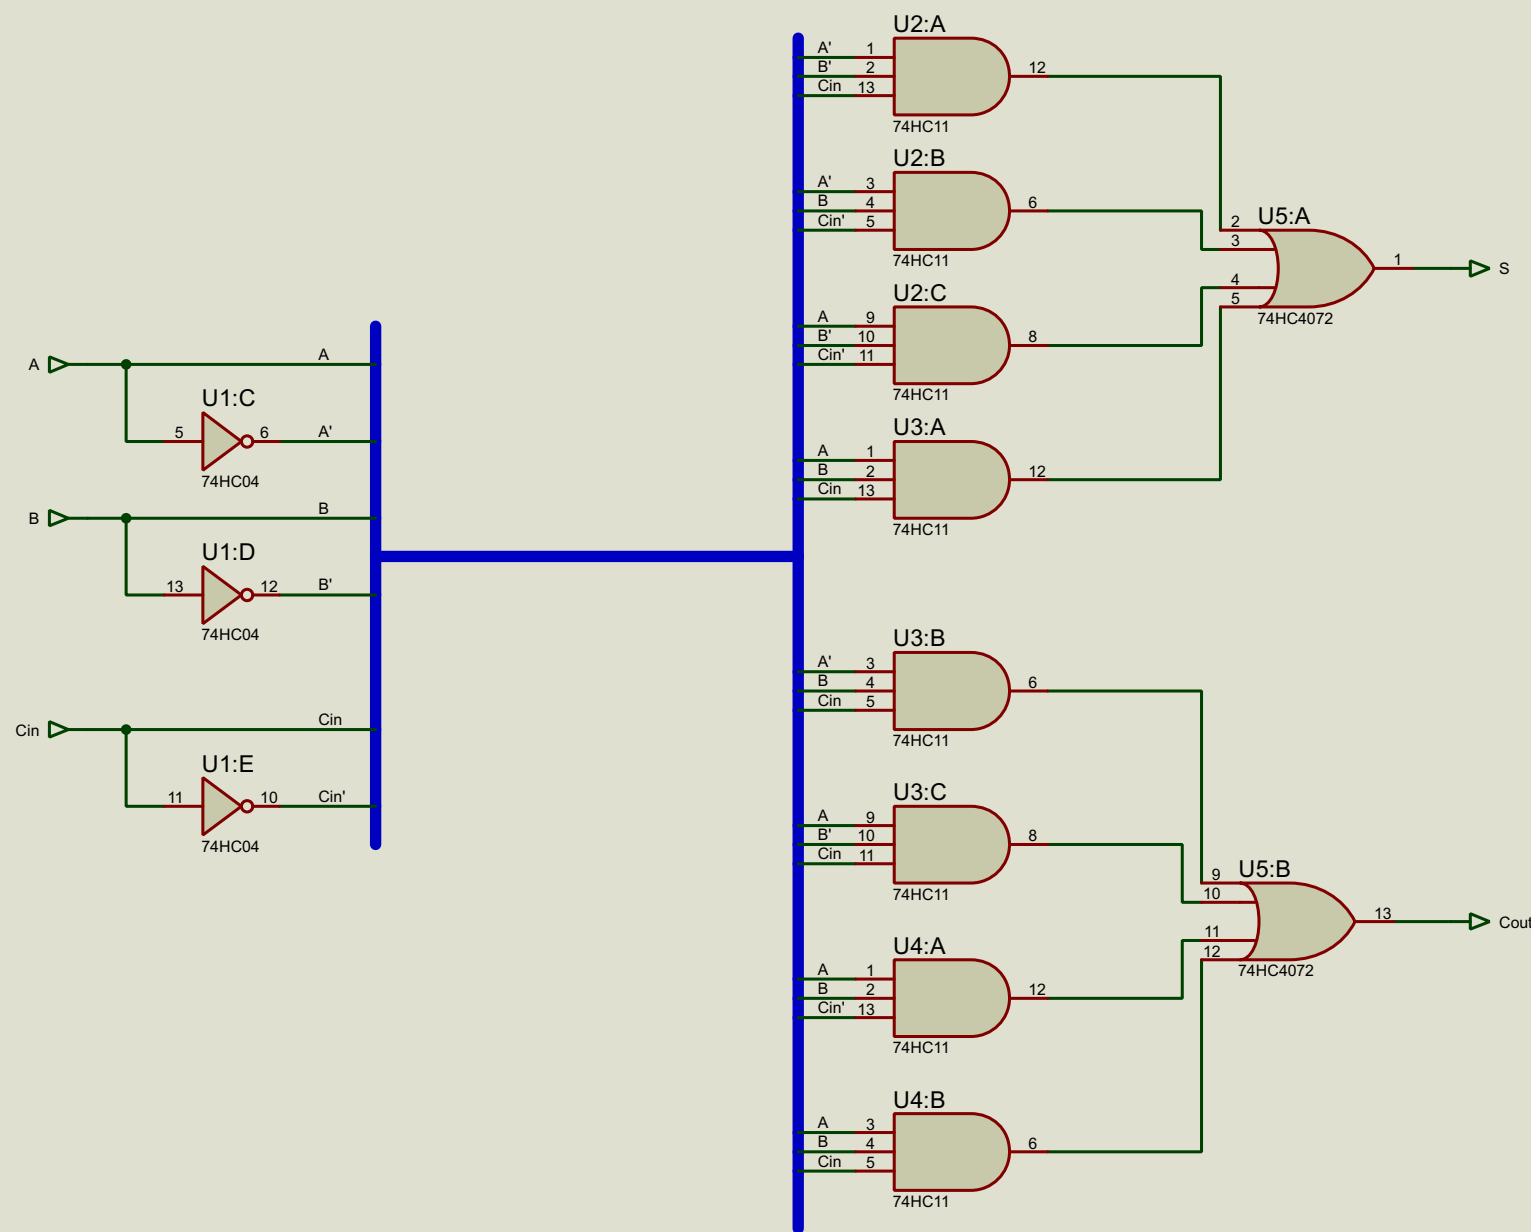 A
A
U1:C
5
6
A'
74HC04
B
B
U1:D
13
12
B'
74HC04
Cin
Cin
U1:E
11
10
Cin'
74HC04
U2:A
A'
1
B'
2
Cin
13
12
74HC11
U2:B
A'
3
B
4
Cin'
5
6
74HC11
U2:C
A
9
B'
10
Cin'
11
8
74HC11
U3:A
A
1
B
2
Cin
13
12
74HC11
U5:A
2
3
4
5
1
S
74HC4072
U3:B
A'
3
B
4
Cin
5
6
74HC11
U3:C
A
9
B'
10
Cin
11
8
74HC11
U4:A
A
1
B
2
Cin'
13
12
74HC11
U4:B
A
3
B
4
Cin
5
6
74HC11
U5:B
9
10
11
12
13
Cout
74HC4072